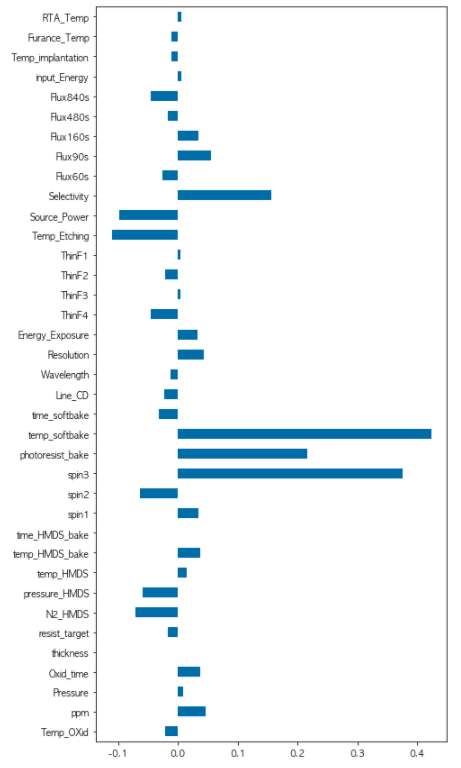 RTA_Temp
Furance_Temp
Temp_implantation
input_Energy
Flux840s
Flux480s
Flux160s
Flux90s
Flux60s
Selectivity
Source_Power
Temp_Etching
ThinF1
ThinF2
ThinF3
ThinF4
Energy_Exposure
Resolution
Wavelength
Line_CD
time_softbake
temp_softbake
photoresist_bake
spin3
spin2
spin1
time_HMDS_bake
temp_HMDS_bake
temp_HMDS
pressure_HMDS
N2_HMDS
resist_target
thickness
Oxid_time
Pressure
ppm
Temp_OXid
-0.1 0.0 0.1 0.2 0.3 0.4